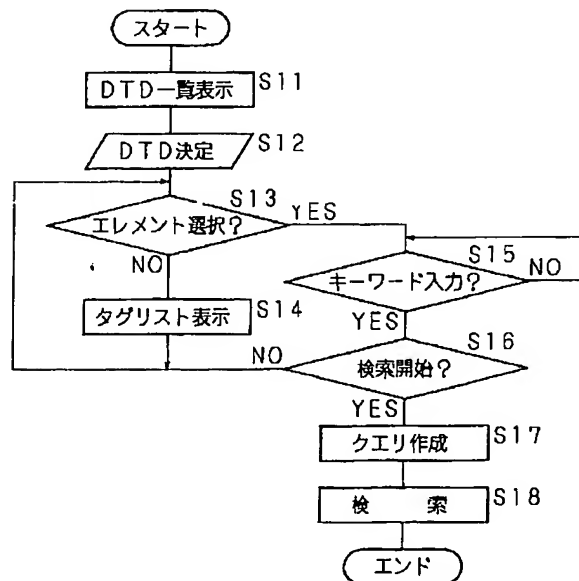 スタート
DTD一覧表示 S11
DTD決定 S12
S13
エレメント選択? YES
NO
S15
キーワード入力? NO
タグリスト表示 S14
YES
S16
NO
検索開始?
YES
クエリ作成 S17
検 索 S18
エンド